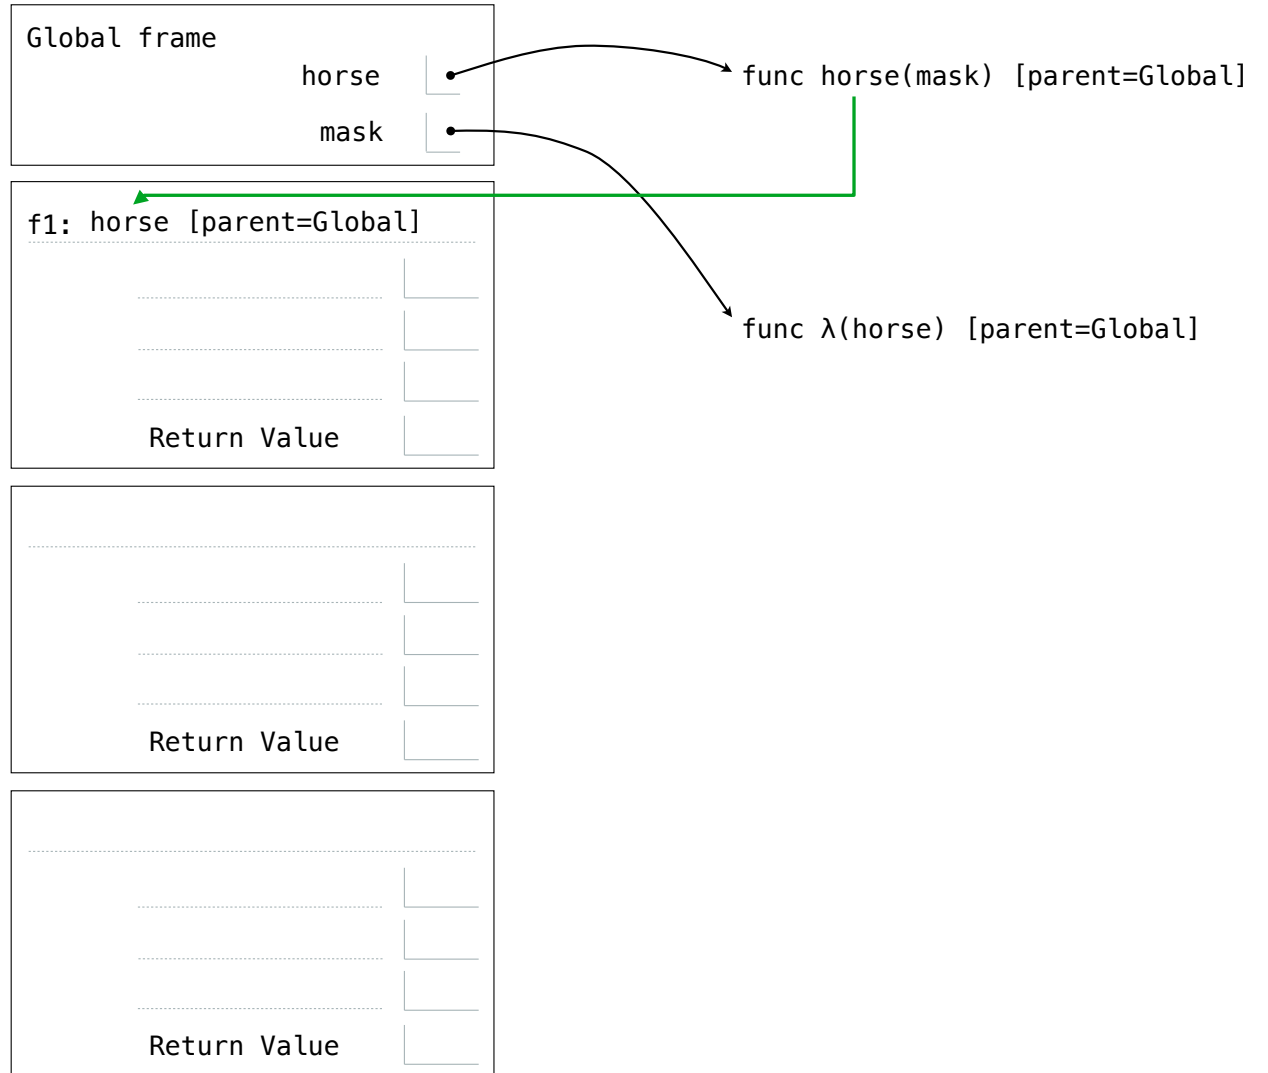 Global frame
horse
func horse(mask) [parent=Global]
mask
f1: horse [parent=Global]
func λ(horse) [parent=Global]
Return Value
Return Value
Return Value